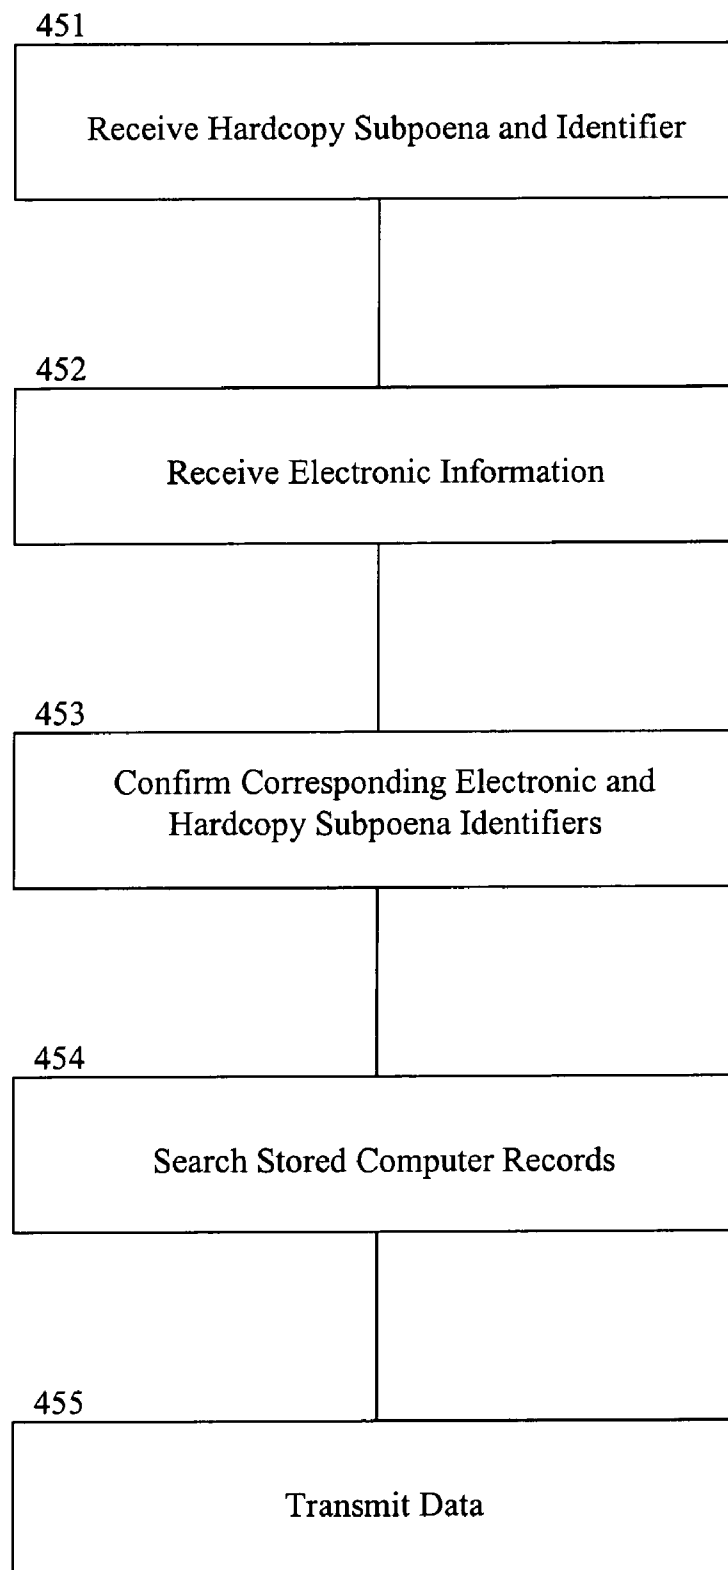 451
Receive Hardcopy Subpoena and Identifier
452
Receive Electronic Information
453
Confirm Corresponding Electronic and
Hardcopy Subpoena Identifiers
454
Search Stored Computer Records
455
Transmit Data